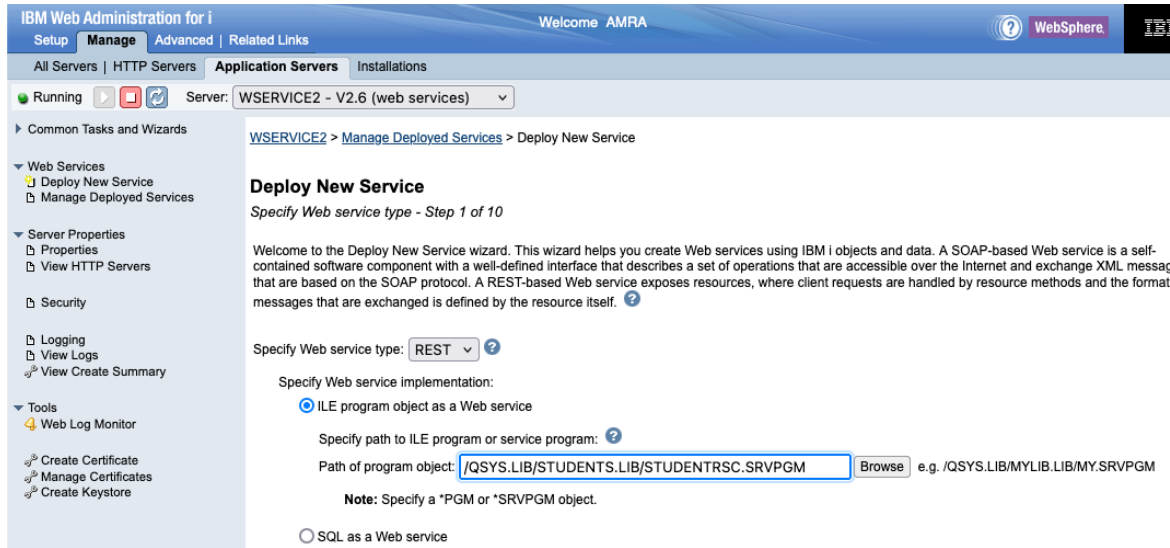 IBM Web Administration for i
Welcome AMRA
WebSphere.
Setup Manage Advanced | Related Links
All Servers | HTTP Servers Application Servers Installations
Running Server: WSERVICE2 - V2.6 (web services)
Common Tasks and Wizards
Web Services
Deploy New Service
Manage Deployed Services
Server Properties
Properties
View HTTP Servers
Security
Logging
View Logs
View Create Summary
Tools
Web Log Monitor
Create Certificate
Manage Certificates
Create Keystore
WSERVICE2 > Manage Deployed Services > Deploy New Service
Deploy New Service
Specify Web service type - Step 1 of 10
Welcome to the Deploy New Service wizard. This wizard helps you create Web services using IBM i objects and data. A SOAP-based Web service is a self-
contained software component with a well-defined interface that describes a set of operations that are accessible over the Internet and exchange XML messag
that are based on the SOAP protocol. A REST-based Web service exposes resources, where client requests are handled by resource methods and the format
messages that are exchanged is defined by the resource itself. ?
Specify Web service type: REST ?
Specify Web service implementation:
ILE program object as a Web service
Specify path to ILE program or service program: ?
Path of program object: /QSYS.LIB/STUDENTS.LIB/STUDENTRSC.SRVPGM Browse e.g. /QSYS.LIB/MYLIB.LIB/MY.SRVPGM
Note: Specify a *PGM or *SRVPGM object.
SQL as a Web service